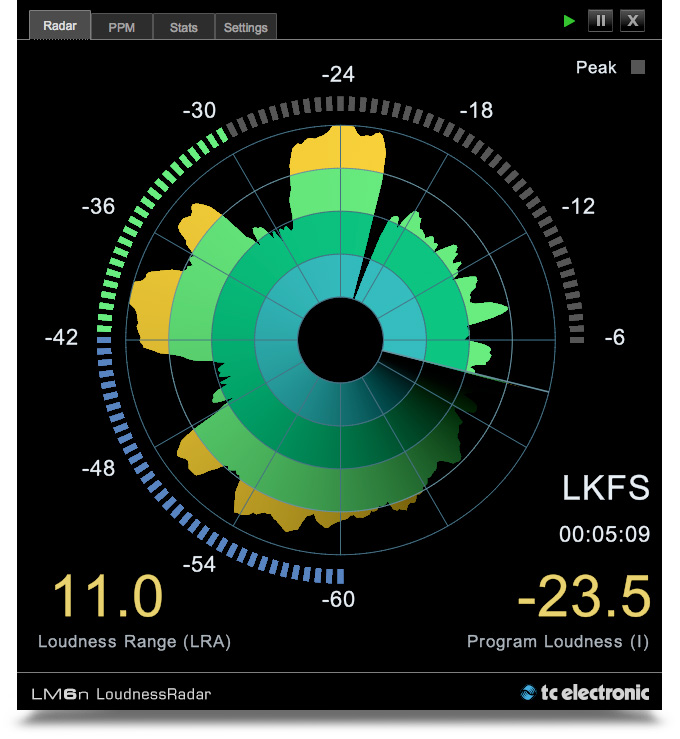 Radar PPM Stats Settings X
Peak
-24
-30 -18
-36 -12
-42 -6
-48
LKFS
00:05:09
-54
-60
11.0 -23.5
Loudness Range (LRA) Program Loudness (I)
LM6n LoudnessRadar tc electronic